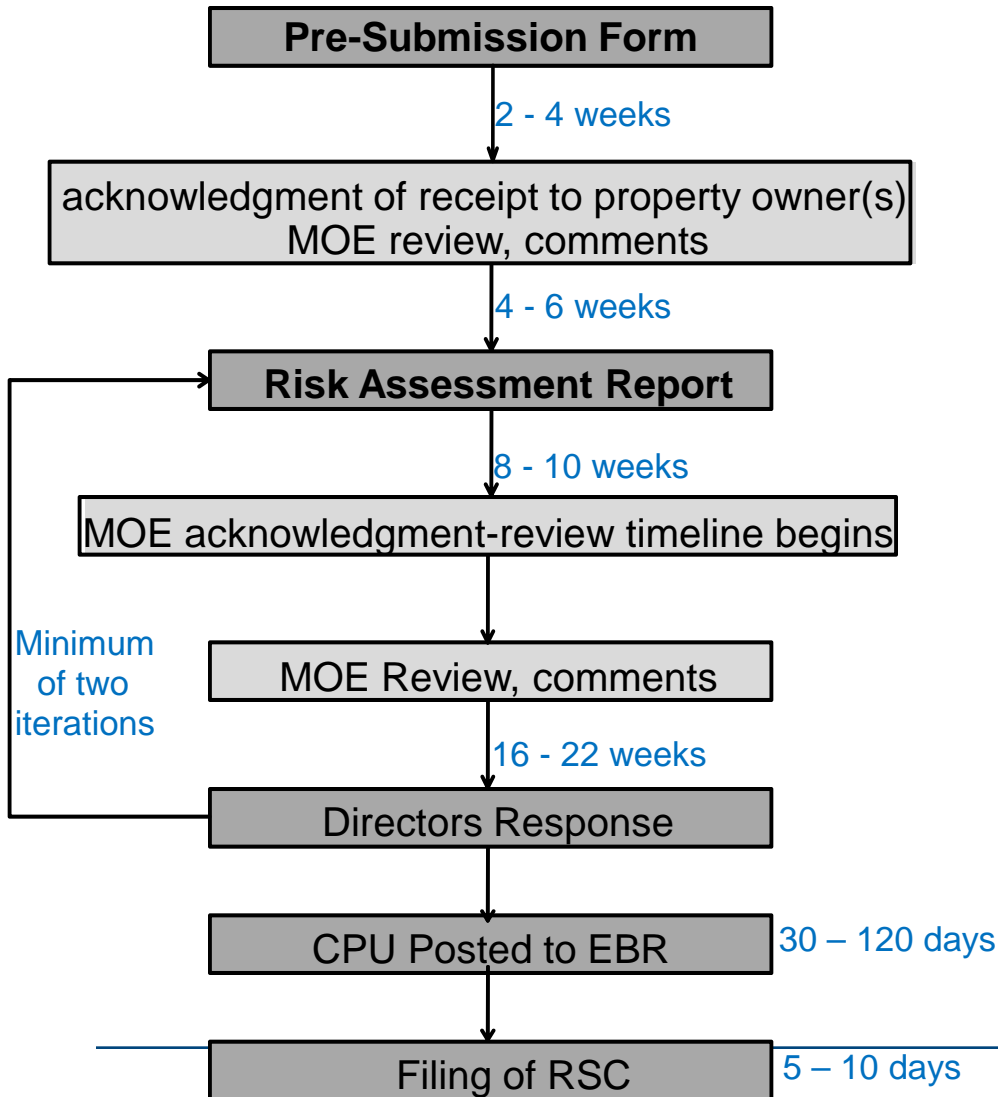 Pre-Submission Form
2 - 4 weeks
acknowledgment of receipt to property owner(s)
MOE review, comments
4 - 6 weeks
Risk Assessment Report
8 - 10 weeks
MOE acknowledgment-review timeline begins
Minimum
of two
iterations
MOE Review, comments
16 - 22 weeks
Directors Response
CPU Posted to EBR
30 – 120 days
Filing of RSC
5 – 10 days